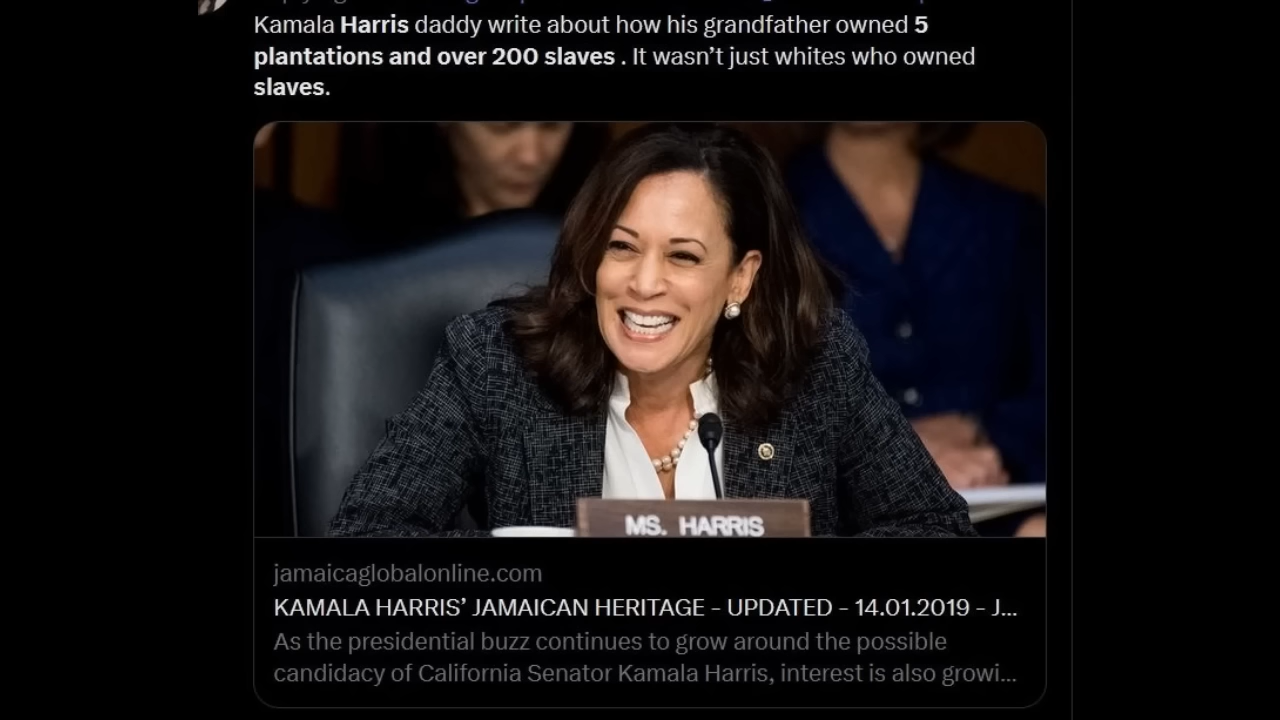 Kamala Harris daddy write about how his grandfather owned 5
plantations and over 200 slaves . It wasn’t just whites who owned
slaves.
MS. HARRIS
jamaicaglobalonline.com
KAMALA HARRIS’ JAMAICAN HERITAGE - UPDATED - 14.01.2019 - J...
As the presidential buzz continues to grow around the possible
candidacy of California Senator Kamala Harris, interest is also growi...